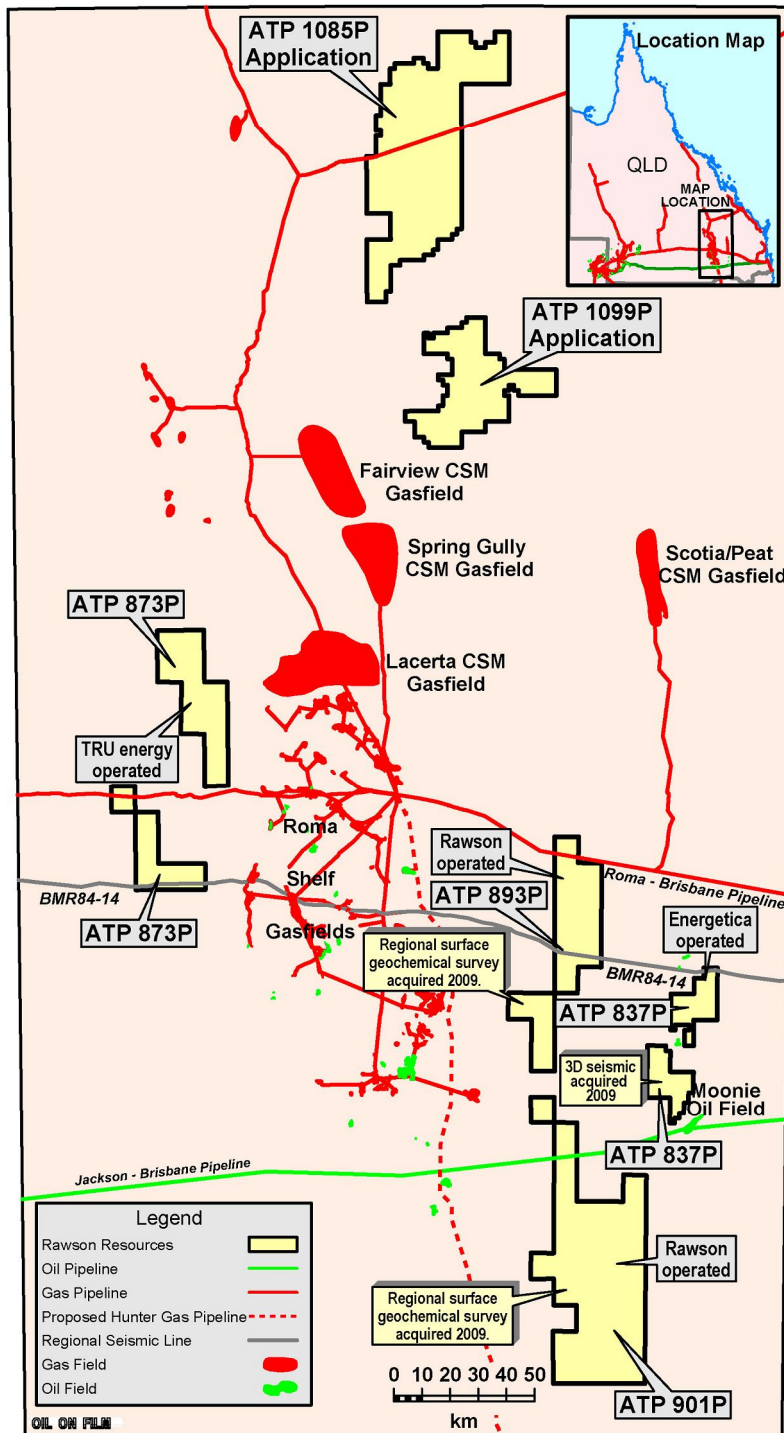 ATP 1085P
Application
Location Map
QLD
MAP
LOCATION
ATP 1099P
Application
Fairview CSM
Gasfield
Spring Gully
CSM Gasfield
Scotia/Peat
CSM Gasfield
ATP 873P
Lacerta CSM
Gasfield
TRU energy
operated
Roma
Shelf
Gasfields
Rawson
operated
Roma - Brisbane Pipeline
BMR84-14
ATP 873P
ATP 893P
Energetica
operated
Regional surface
geochemical survey
acquired 2009.
BMR84-14
ATP 837P
3D seismic
acquired
2009
Moonie
Oil Field
ATP 837P
Jackson - Brisbane Pipeline
Rawson
operated
Regional surface
geochemical survey
acquired 2009.
ATP 901P
Legend
Rawson Resources
Oil Pipeline
Gas Pipeline
Proposed Hunter Gas Pipeline
Regional Seismic Line
Gas Field
Oil Field
0 10 20 30 40 50
km
OIL ON FILM